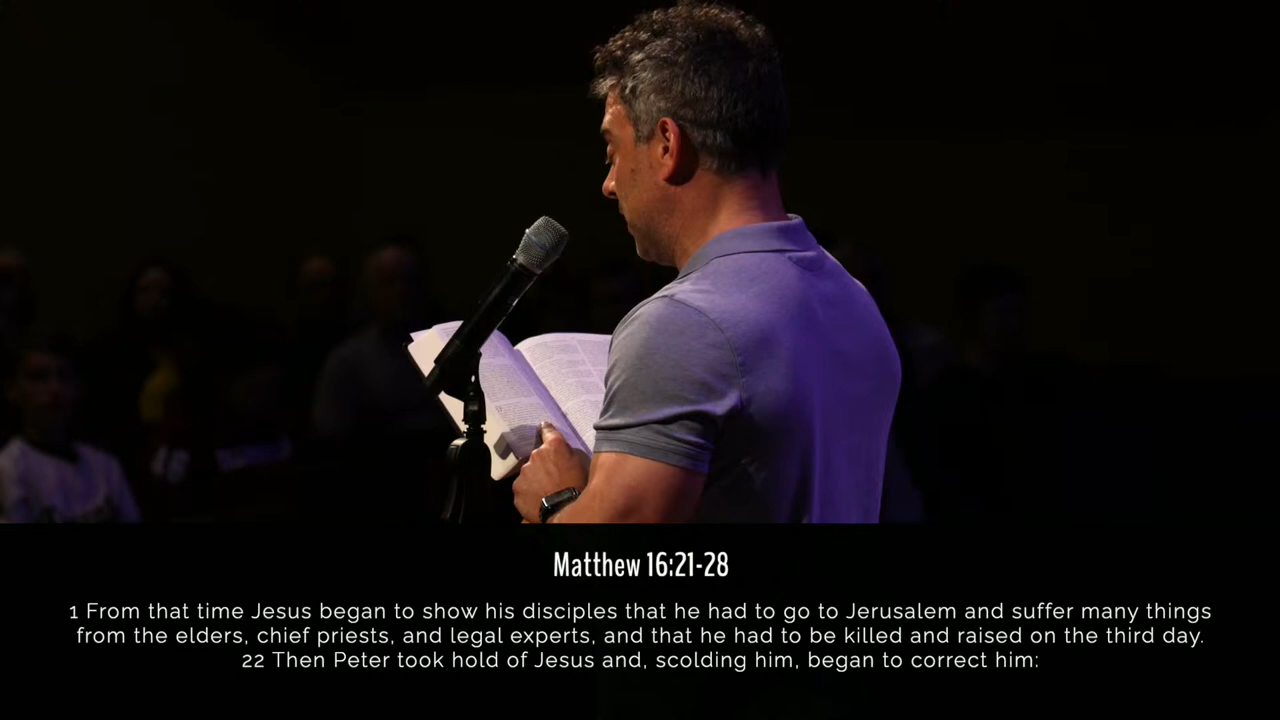 Matthew 16:21-28
1 From that time Jesus began to show his disciples that he had to go to Jerusalem and suffer many things
from the elders, chief priests, and legal experts, and that he had to be killed and raised on the third day.
22 Then Peter took hold of Jesus and, scolding him, began to correct him: